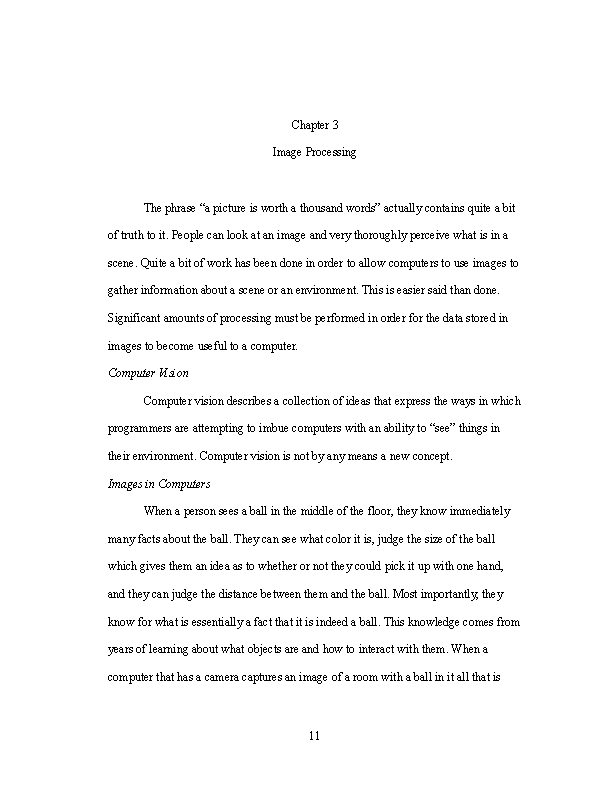 Chapter 3
Image Processing
The phrase “a picture is worth a thousand words” actually contains quite a bit
of truth to it. People can look at an image and very thoroughly perceive what is in a
scene. Quite a bit of work has been done in order to allow computers to use images to
gather information about a scene or an environment. This is easier said than done.
Significant amounts of processing must be performed in order for the data stored in
images to become useful to a computer.
Computer Vision
Computer vision describes a collection of ideas that express the ways in which
programmers are attempting to imbue computers with an ability to “see” things in
their environment. Computer vision is not by any means a new concept.
Images in Computers
When a person sees a ball in the middle of the floor, they know immediately
many facts about the ball. They can see what color it is, judge the size of the ball
which gives them an idea as to whether or not they could pick it up with one hand,
and they can judge the distance between them and the ball. Most importantly, they
know for what is essentially a fact that it is indeed a ball. This knowledge comes from
years of learning about what objects are and how to interact with them. When a
computer that has a camera captures an image of a room with a ball in it all that is
11